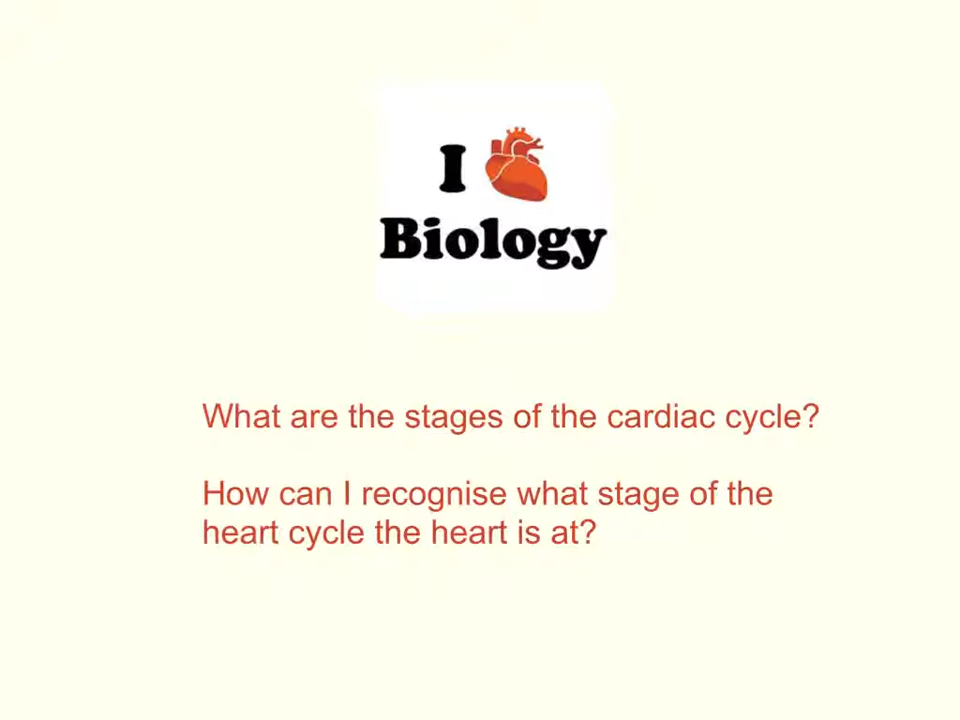 I
Biology
What are the stages of the cardiac cycle?
How can I recognise what stage of the
heart cycle the heart is at?